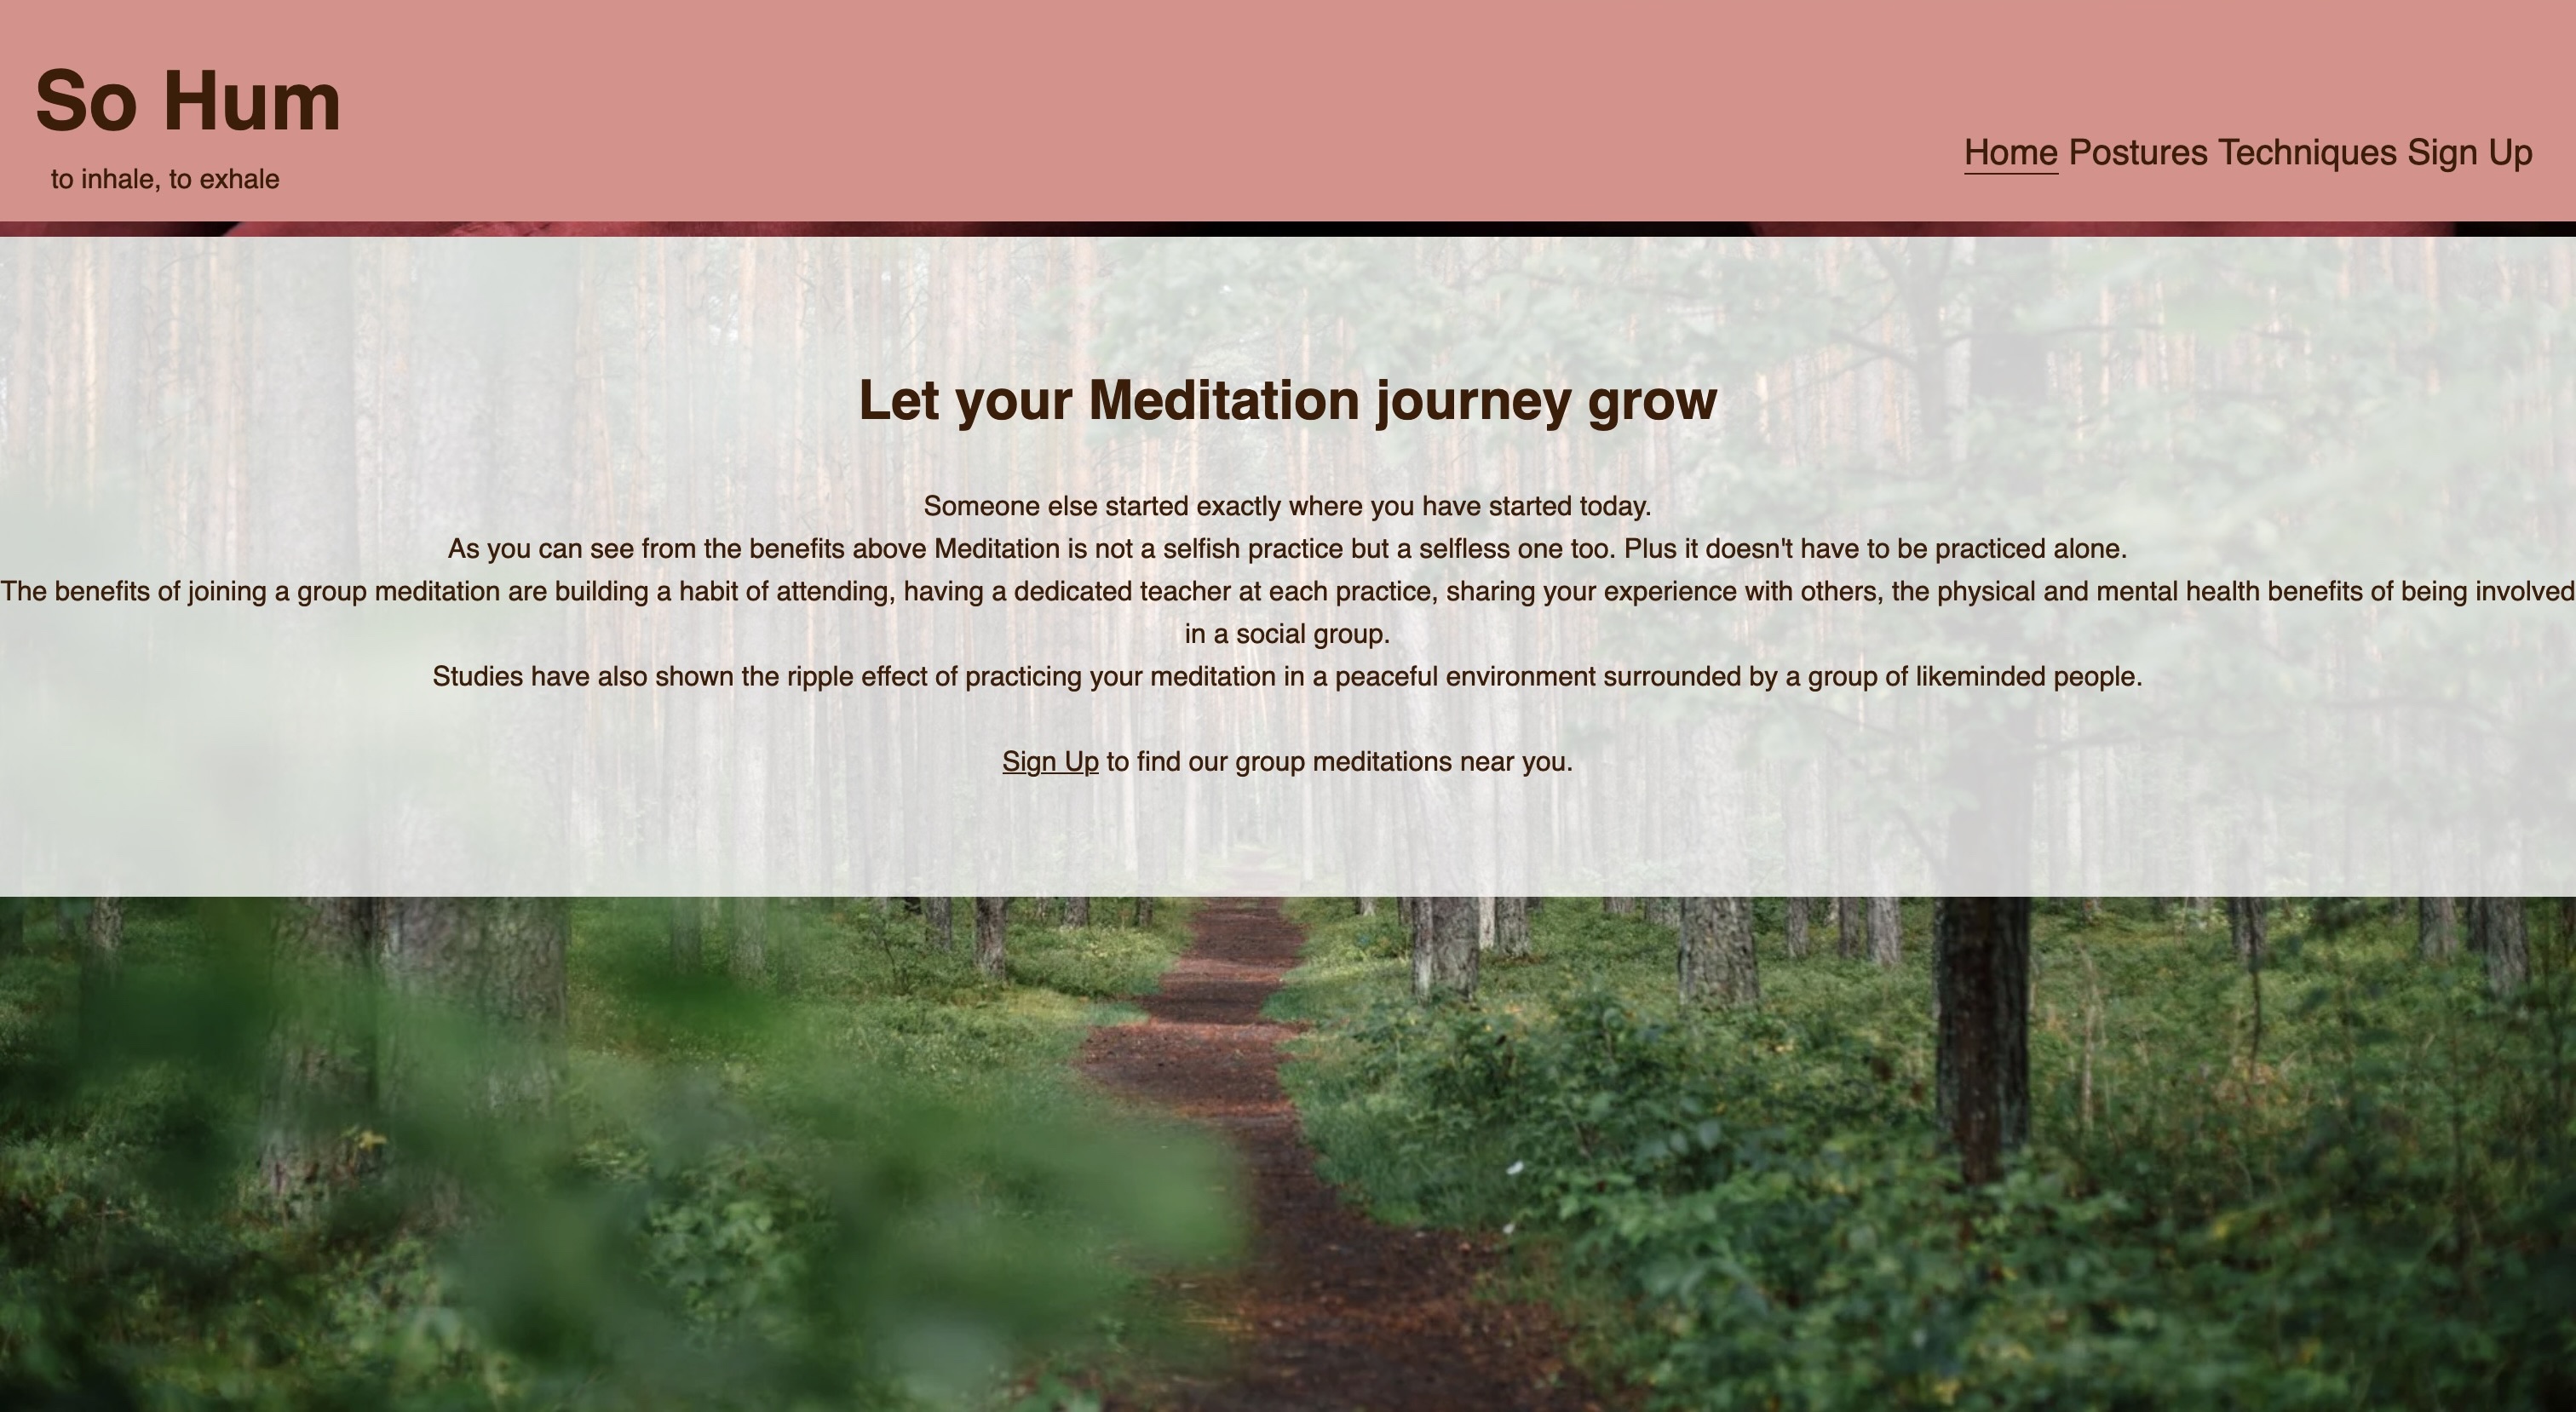 So Hum
to inhale, to exhale
Home Postures Techniques Sign Up
Let your Meditation journey grow
Someone else started exactly where you have started today.
As you can see from the benefits above Meditation is not a selfish practice but a selfless one too. Plus it doesn't have to be practiced alone.
The benefits of joining a group meditation are building a habit of attending, having a dedicated teacher at each practice, sharing your experience with others, the physical and mental health benefits of being involved
in a social group.
Studies have also shown the ripple effect of practicing your meditation in a peaceful environment surrounded by a group of likeminded people.
Sign Up to find our group meditations near you.